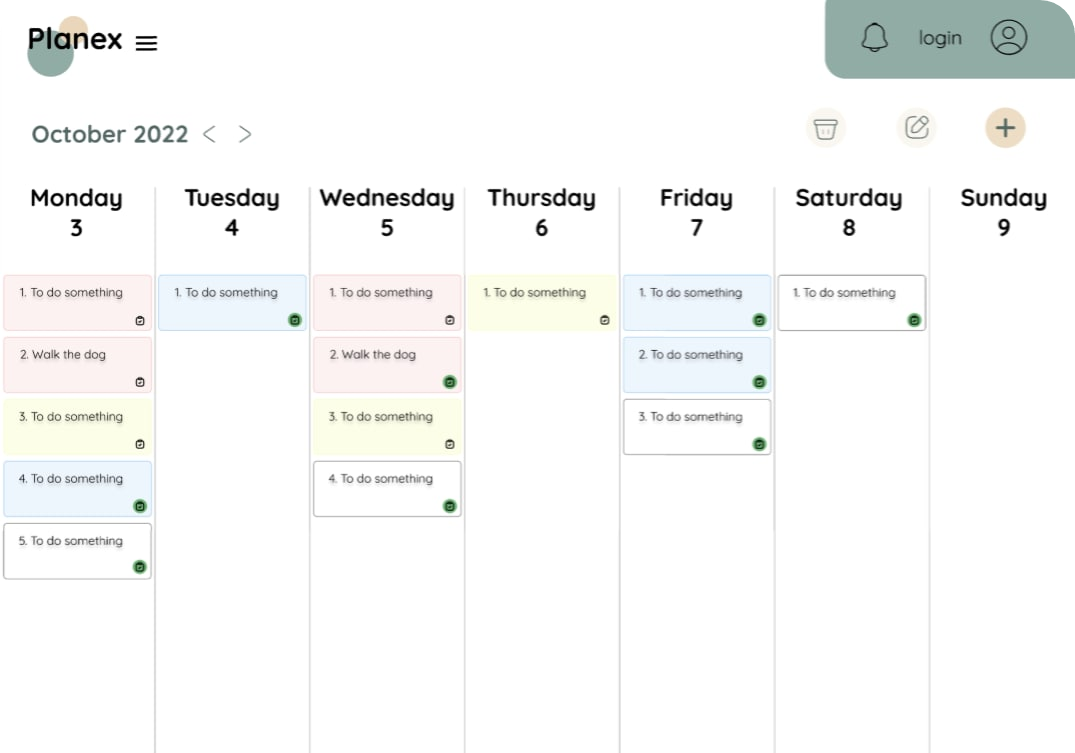 Planex
login
October 2022
Monday
3
Tuesday
4
Wednesday
5
Thursday
6
Friday
7
Saturday
8
Sunday
9
1. To do something
2. Walk the dog
3. To do something
4. To do something
5. To do something
1. To do something
1. To do something
2. Walk the dog
3. To do something
4. To do something
1. To do something
1. To do something
2. To do something
3. To do something
1. To do something